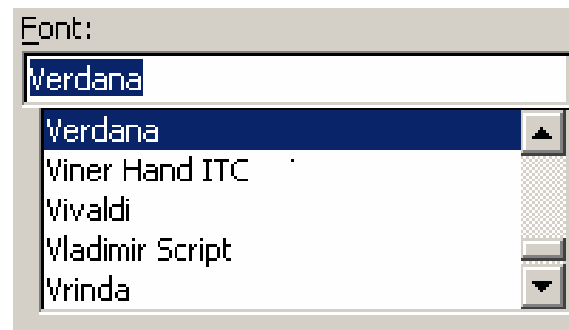 Font:
Verdana
Verdana
Viner Hand ITC
Vivaldi
Vladimir Script
Vrinda